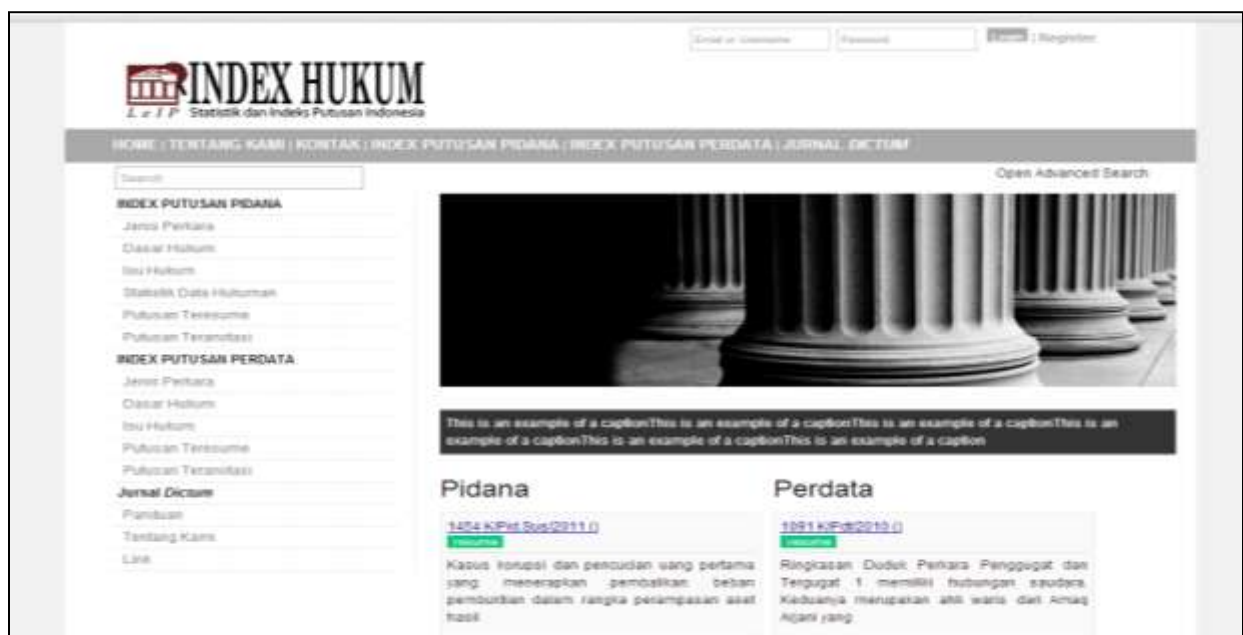 Email or Username Password Login | Register
INDEX HUKUM
LeIP Statistik dan Indeks Putusan Indonesia
HOME | TENTANG KAMI | KONTAK | INDEX PUTUSAN PIDANA | INDEX PUTUSAN PERDATA | JURNAL DICTUM
Search
Open Advanced Search
INDEX PUTUSAN PIDANA
Jenis Perkara
Dasar Hukum
Isu Hukum
Statistik Data Hukuman
Putusan Teresume
Putusan Teranotasi
INDEX PUTUSAN PERDATA
Jenis Perkara
Dasar Hukum
Isu Hukum
Putusan Teresume
Putusan Teranotasi
Jurnal Dictum
Panduan
Tentang Kami
Link
This is an example of a captionThis is an example of a captionThis is an example of a captionThis is an
example of a captionThis is an example of a captionThis is an example of a caption
Pidana
1454 K/Pid.Sus/2011 ()
resume
Kasus korupsi dan pencucian uang pertama
yang menerapkan pembalikan beban
pembuktian dalam rangka perampasan aset
hasil
Perdata
1091 K/Pdt/2010 ()
resume
Ringkasan Duduk Perkara Penggugat dan
Tergugat 1 memiliki hubungan saudara.
Keduanya merupakan ahli waris dari Amaq
Arjani yang